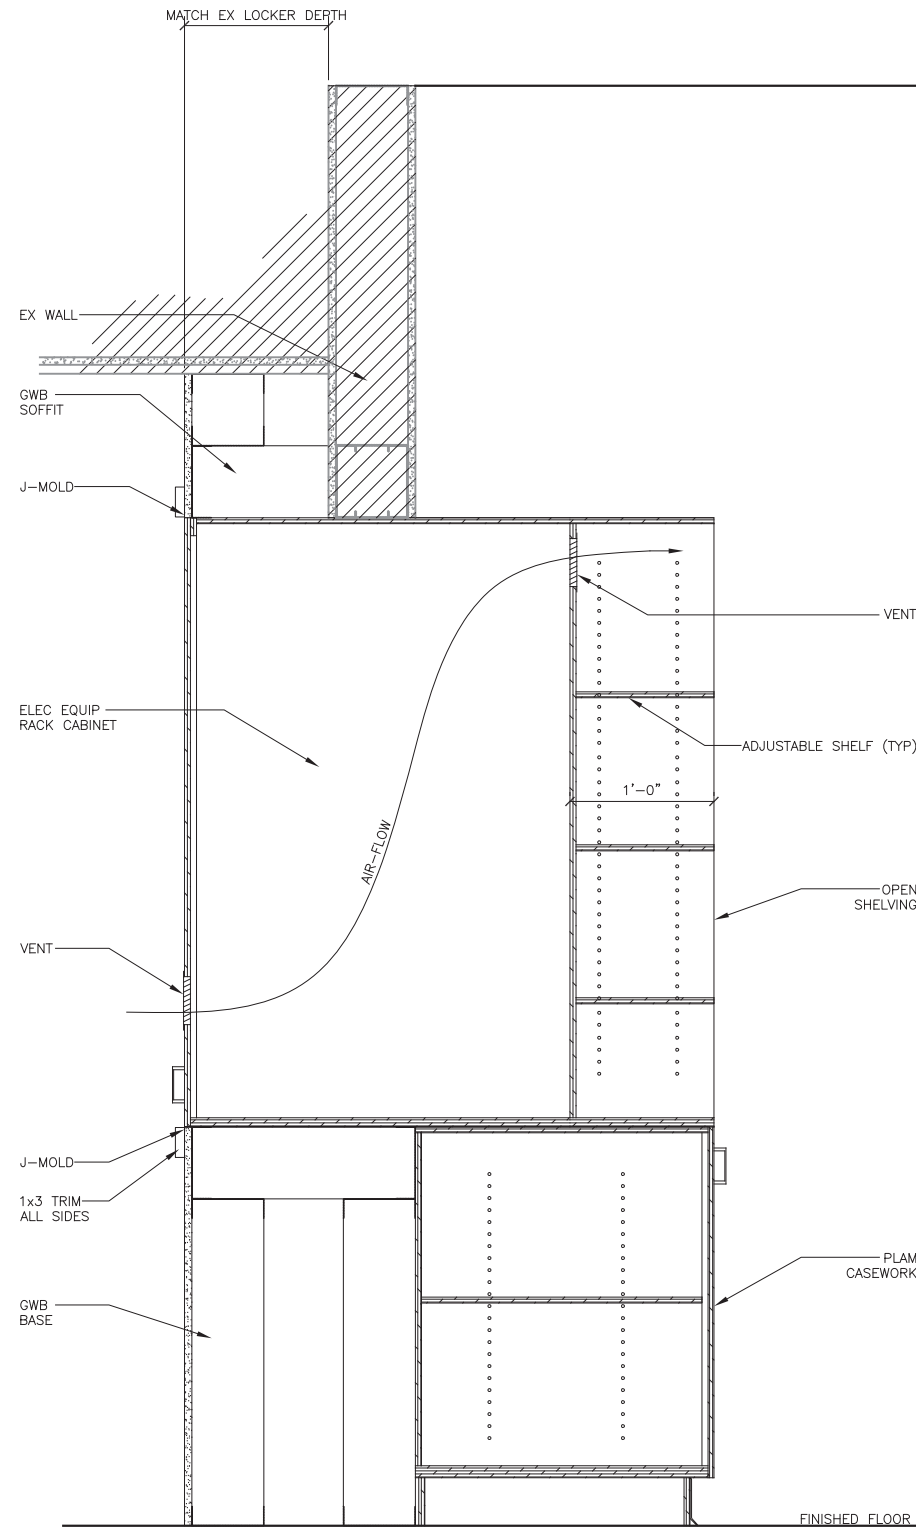 MATCH EX LOCKER DEPTH
EX WALL
GWB
SOFFIT
J-MOLD
VENT
ELEC EQUIP
RACK CABINET
ADJUSTABLE SHELF (TYP)
1'-0"
AIR-FLOW
OPEN
SHELVING
VENT
J-MOLD
1x3 TRIM
ALL SIDES
PLAM
CASEWORK
GWB
BASE
FINISHED FLOOR